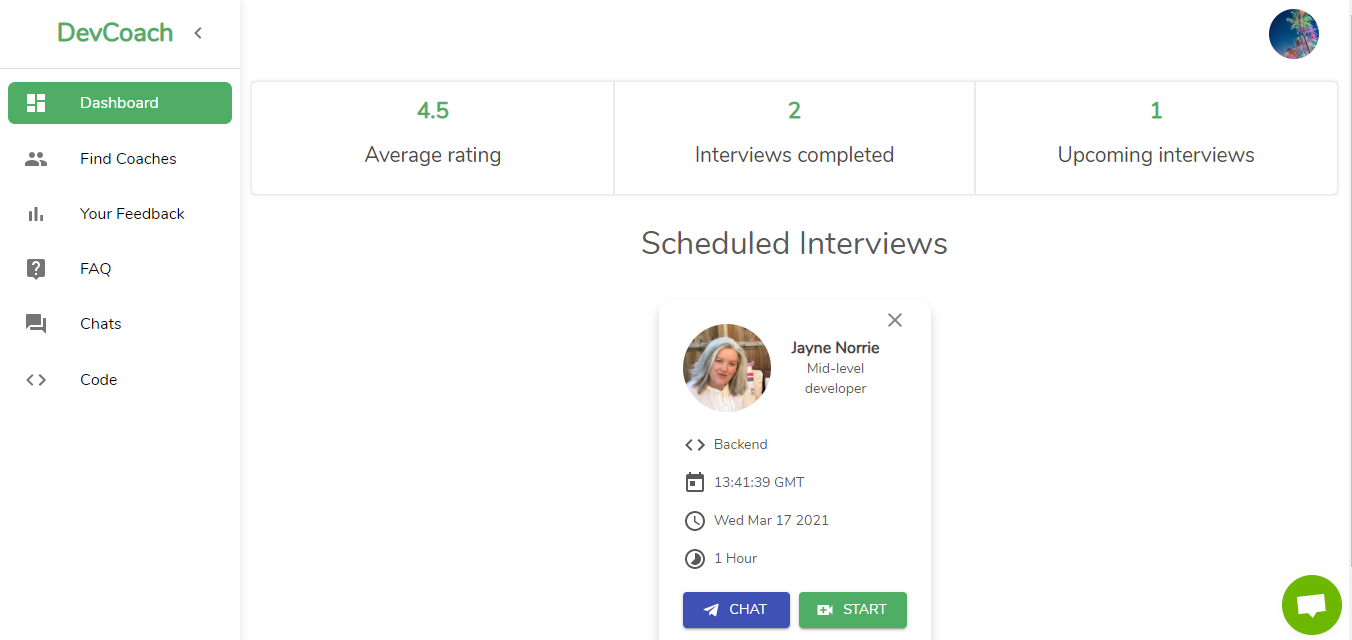 DevCoach
Dashboard
Find Coaches
Your Feedback
FAQ
Chats
Code
4.5
Average rating
2
Interviews completed
1
Upcoming interviews
Scheduled Interviews
Jayne Norrie
Mid-level
developer
Backend
13:41:39 GMT
Wed Mar 17 2021
1 Hour
CHAT
START